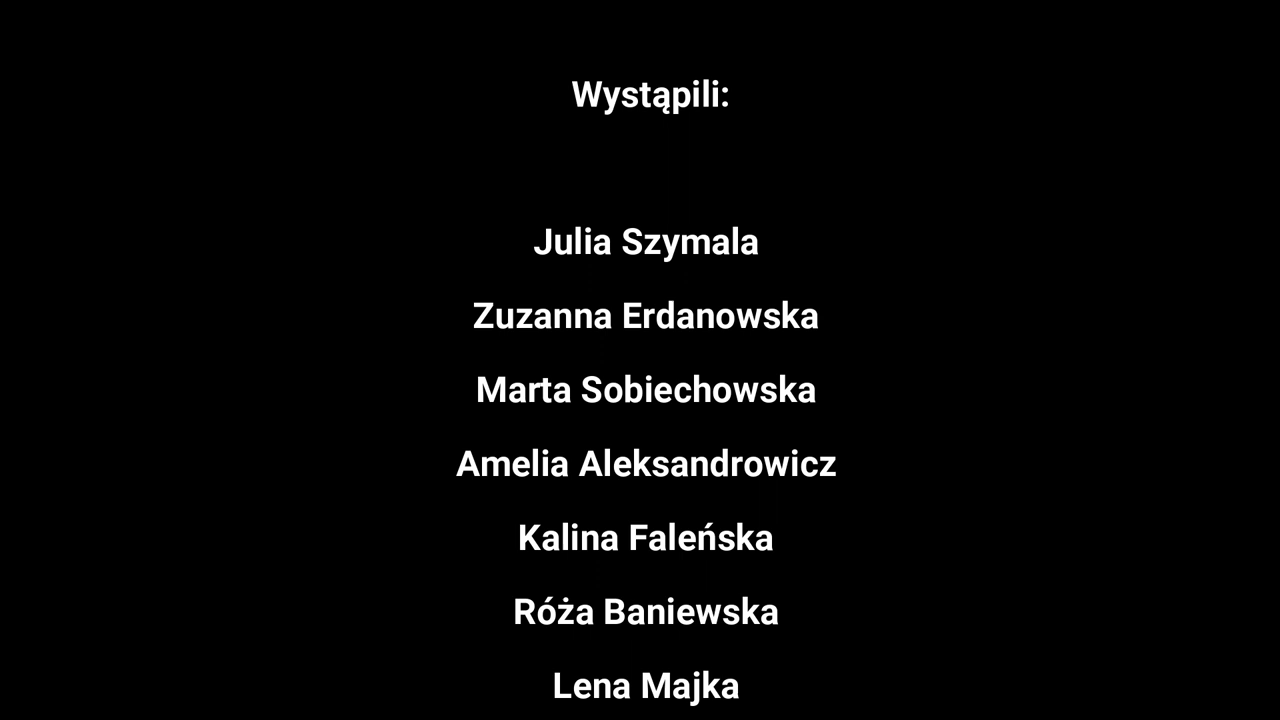 Wystąpili:
Julia Szymala
Zuzanna Erdanowska
Marta Sobiechowska
Amelia Aleksandrowicz
Kalina Faleńska
Róża Baniewska
Lena Majka